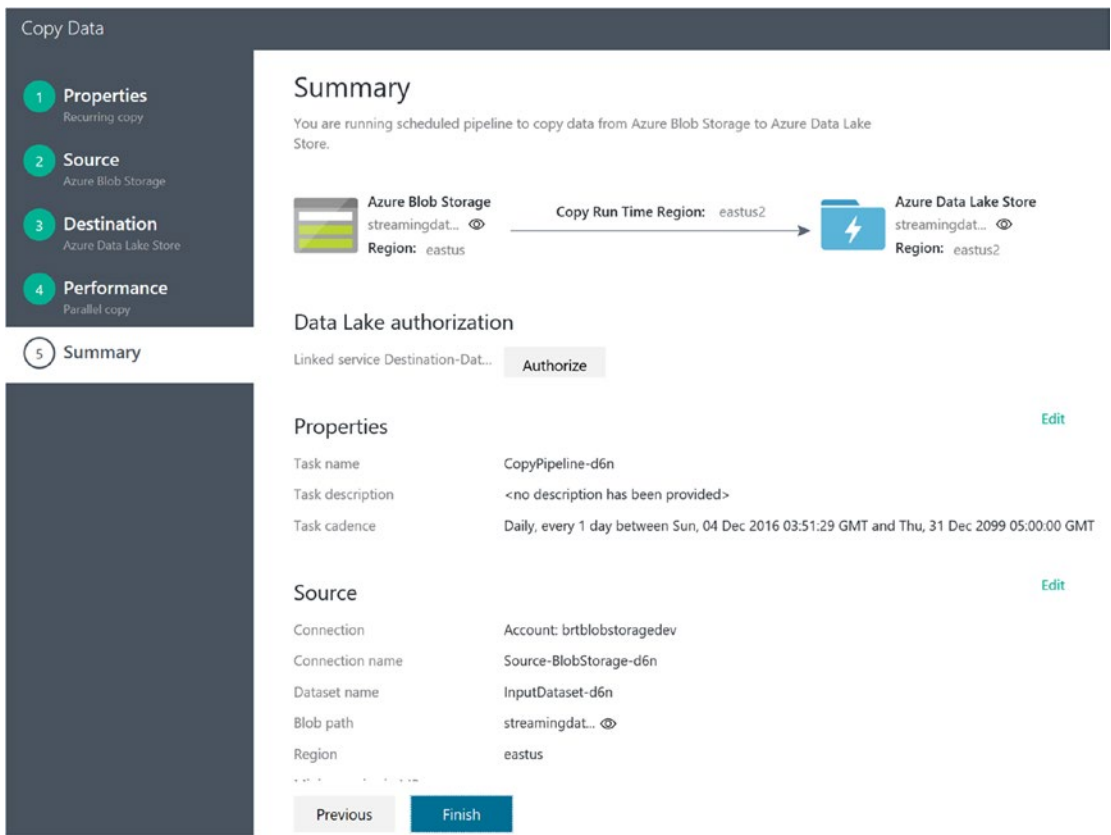 Copy Data
1 Properties
Recurring copy
2 Source
Azure Blob Storage
3 Destination
Azure Data Lake Store
4 Performance
Parallel copy
5 Summary
Summary
You are running scheduled pipeline to copy data from Azure Blob Storage to Azure Data Lake
Store.
Azure Blob Storage
streamingdat...
Region: eastus
Copy Run Time Region: eastus2
Azure Data Lake Store
streamingdat...
Region: eastus2
Data Lake authorization
Linked service Destination-Dat... Authorize
Properties Edit
Task name CopyPipeline-d6n
Task description <no description has been provided>
Task cadence Daily, every 1 day between Sun, 04 Dec 2016 03:51:29 GMT and Thu, 31 Dec 2099 05:00:00 GMT
Source Edit
Connection Account: brtblobstoragedev
Connection name Source-BlobStorage-d6n
Dataset name InputDataset-d6n
Blob path streamingdat...
Region eastus
Previous Finish